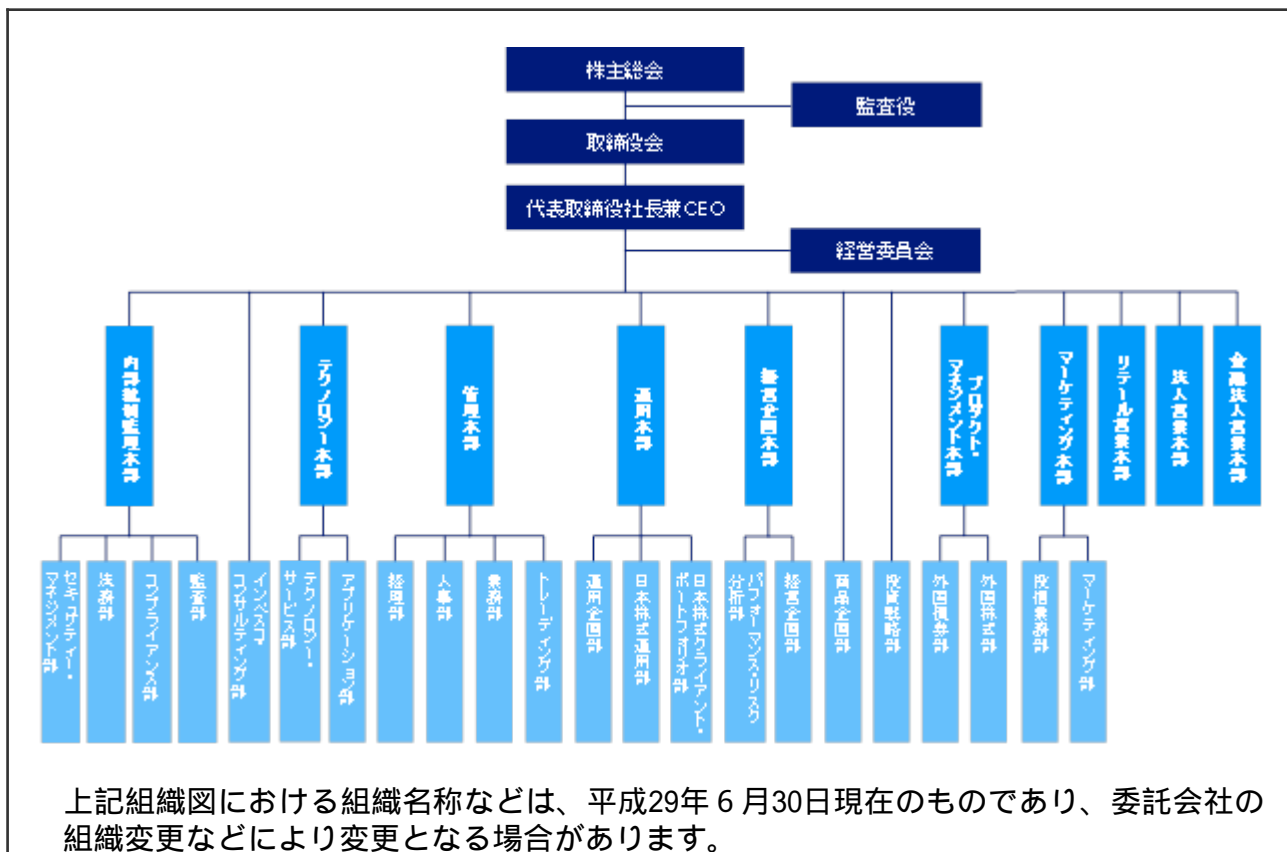 株主総会
監査役
取締役会
代表取締役社長兼CEO
経営委員会
内部統制監理本部
テクノロジー本部
管理本部
運用本部
経営企画本部
プロダクト・
マネジメント本部
マーケティング本部
リテール営業本部
法人営業本部
金融法人営業本部
セキュリティー・
マネジメント部
法務部
コンプライアンス部
監査部
インベスコ・
コンサルティング部
テクノロジー・
サービス部
アプリケーション部
経理部
人事部
業務部
トレーディング部
運用企画部
日本株式運用部
日本株式クライアント・
ポートフォリオ部
パフォーマンス・リスク
分析部
経営企画部
商品企画部
投資戦略部
外国債券部
外国株式部
投信業務部
マーケティング部
上記組織図における組織名称などは、平成29年6月30日現在のものであり、委託会社の
組織変更などにより変更となる場合があります。